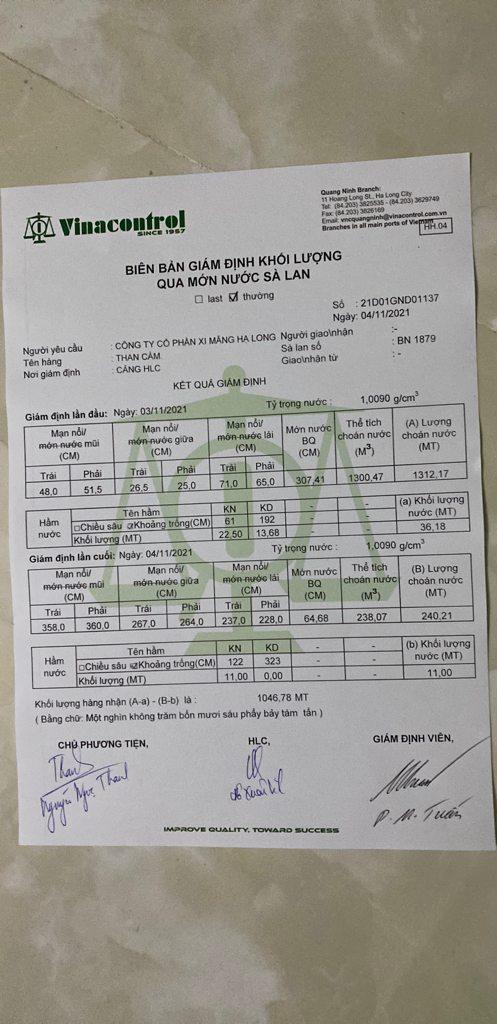 Vinacontrol
SINCE 1957
Quang Ninh Branch:
11 Hoang Long St., Ha Long City
Tel: (84.203) 3825535 - (84.203) 3629749
Fax: (84.203) 3826169
Email: vncquangninh@vinacontrol.com.vn
Branches in all main ports of Vietnam
HH.04
BIÊN BẢN GIÁM ĐỊNH KHỐI LƯỢNG
QUA MỚN NƯỚC SÀ LAN
last thường
Số : 21D01GND01137
Ngày: 04/11/2021
Người yêu cầu : CÔNG TY CỔ PHẦN XI MĂNG HẠ LONG Người giao\nhận :-
Tên hàng : THAN CÁM. Sà lan số : BN 1879
Nơi giám định : CẢNG HLC Giao\nhận từ : -
KẾT QUẢ GIÁM ĐỊNH
Giám định lần đầu: Ngày: 03/11/2021 Tỷ trọng nước : 1,0090 g/cm3
Mạn nổi/ món nước mũi (CM) Mạn nổi/ món nước giữa (CM) Mạn nổi/ món nước lái (CM) Món nước BQ (CM) Thể tích choán nước (M3) (A) Lượng choán nước (MT)
Trái Phải Trái Phải Trái Phải
48,0 51,5 26,5 25,0 71,0 65,0 307,41 1300,47 1312,17
Hầm nước Tên hầm KN KD - - - (a) Khối lượng nước (MT)
Chiều sâu Khoảng trống(CM) 61 192 - - -
Khối lượng (MT) 22,50 13,68 - - - 36,18
Giám định lần cuối: Ngày: 04/11/2021 Tỷ trọng nước : 1,0090 g/cm3
Mạn nổi/ món nước mũi (CM) Mạn nổi/ món nước giữa (CM) Mạn nổi/ món nước lái (CM) Món nước BQ (CM) Thể tích choán nước (M3) (B) Lượng choán nước (MT)
Trái Phải Trái Phải Trái Phải
358,0 360,0 267,0 264,0 237,0 228,0 64,68 238,07 240,21
Hầm nước Tên hầm KN KD - - - (b) Khối lượng nước (MT)
Chiều sâu Khoảng trống(CM) 122 323 - - -
Khối lượng (MT) 11,00 0,00 - - - 11,00
Khối lượng hàng nhận (A-a) - (B-b) là : 1046,78 MT
( Bằng chữ: Một nghìn không trăm bốn mươi sáu phẩy bảy tám tấn )
CHỦ PHƯƠNG TIỆN, HLC, GIÁM ĐỊNH VIÊN,
Thanh
Nguyễn Ngọc Thanh
P. M. Tuấn
IMPROVE QUALITY, TOWARD SUCCESS